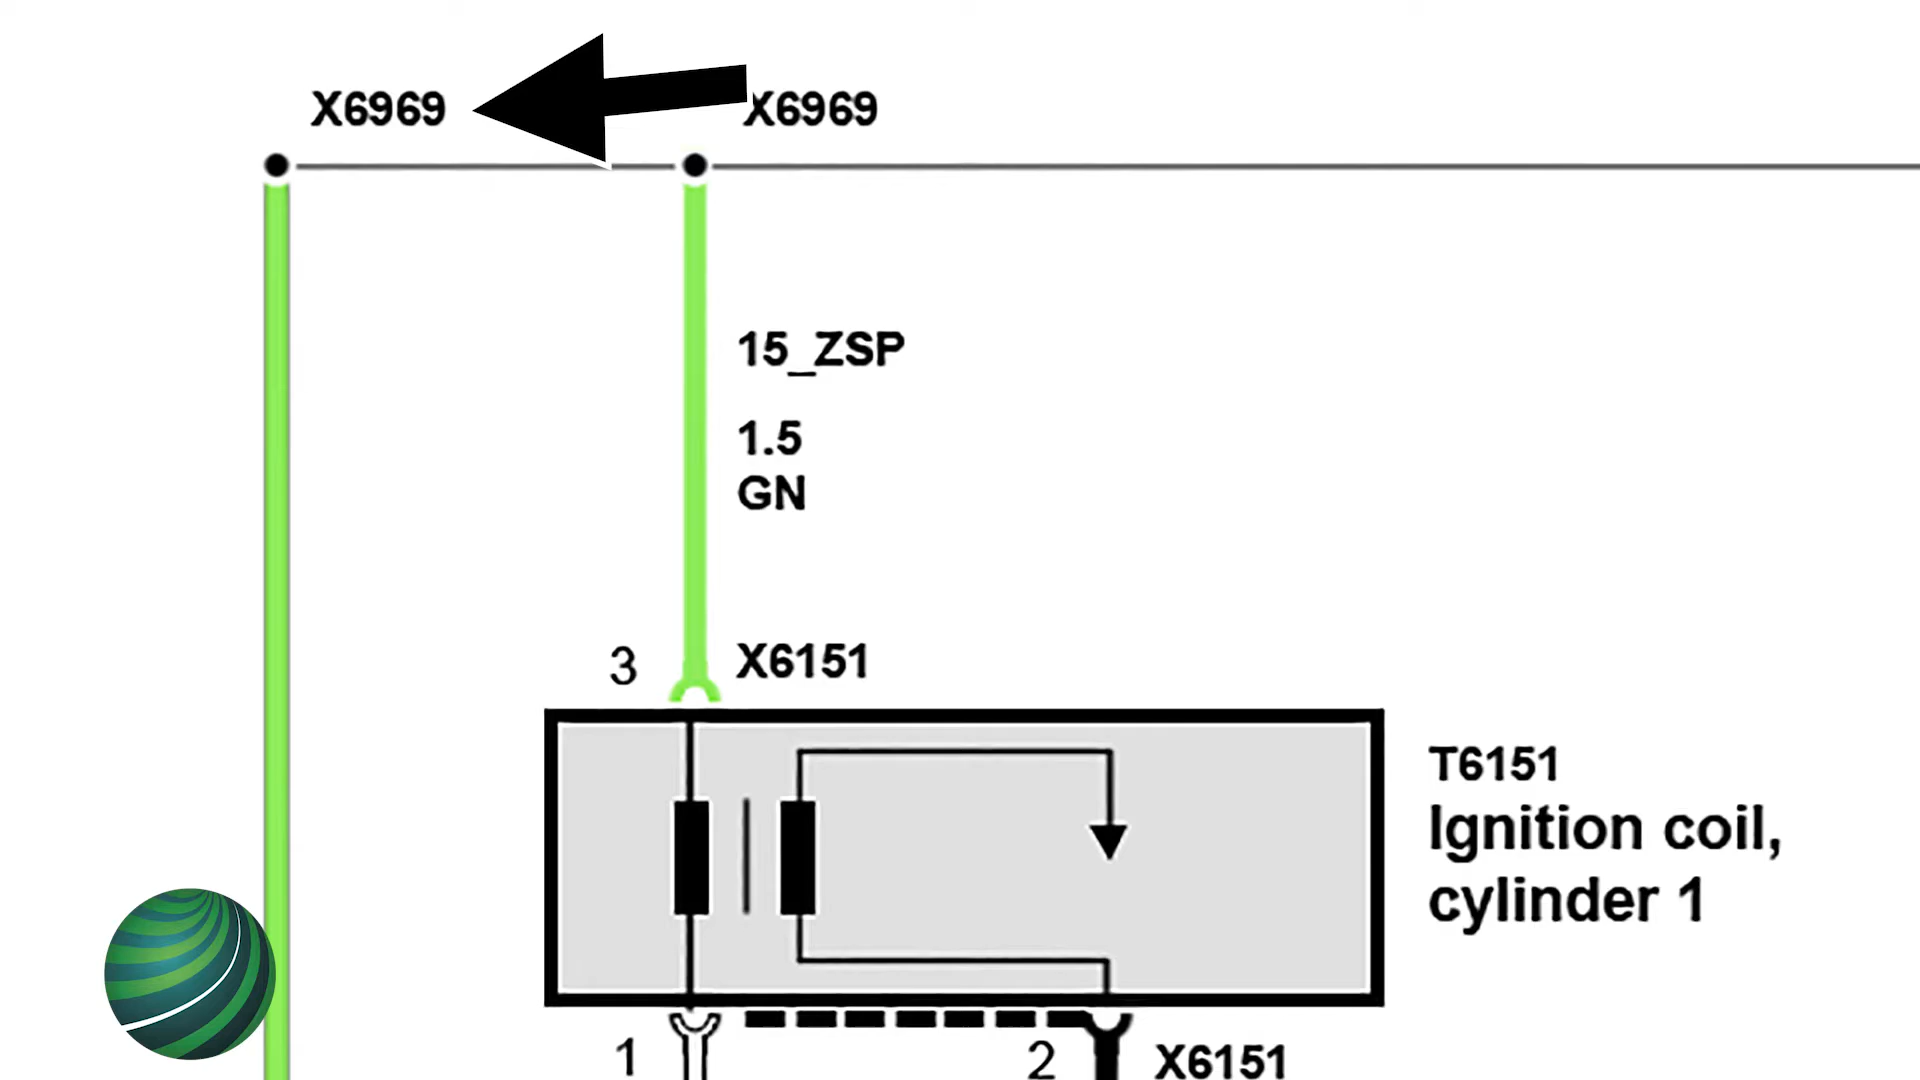 X6969
X6969
15_ZSP
1.5
GN
3
X6151
T6151
Ignition coil,
cylinder 1
1
2
X6151